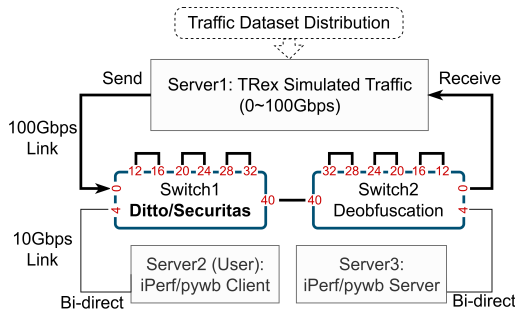 Traffic Dataset Distribution
Send
Server1: TRex Simulated Traffic
(0~100Gbps)
Receive
100Gbps
Link
12 16 20 24 28 32
32 28 24 20 16 12
0
Switch1
Ditto/Securitas
4
40
40
Switch2
Deobfuscation
0
4
10Gbps
Link
Server2 (User):
iPerf/pywb Client
Server3:
iPerf/pywb Server
Bi-direct
Bi-direct